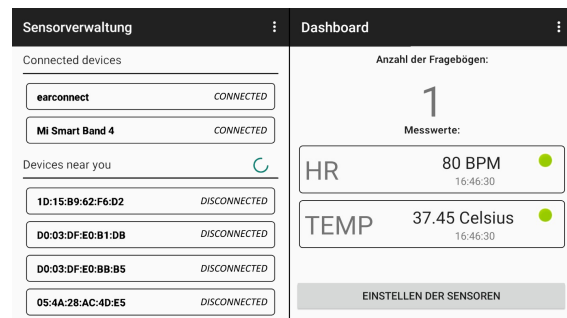 Sensorverwaltung
Connected devices
earconnect CONNECTED
Mi Smart Band 4 CONNECTED
Devices near you
1D:15:B9:62:F6:D2 DISCONNECTED
D0:03:DF:E0:B1:DB DISCONNECTED
D0:03:DF:E0:BB:B5 DISCONNECTED
05:4A:28:AC:4D:E5 DISCONNECTED
Dashboard
Anzahl der Fragebögen:
1
Messwerte:
HR 80 BPM
16:46:30
TEMP 37.45 Celsius
16:46:30
EINSTELLEN DER SENSOREN